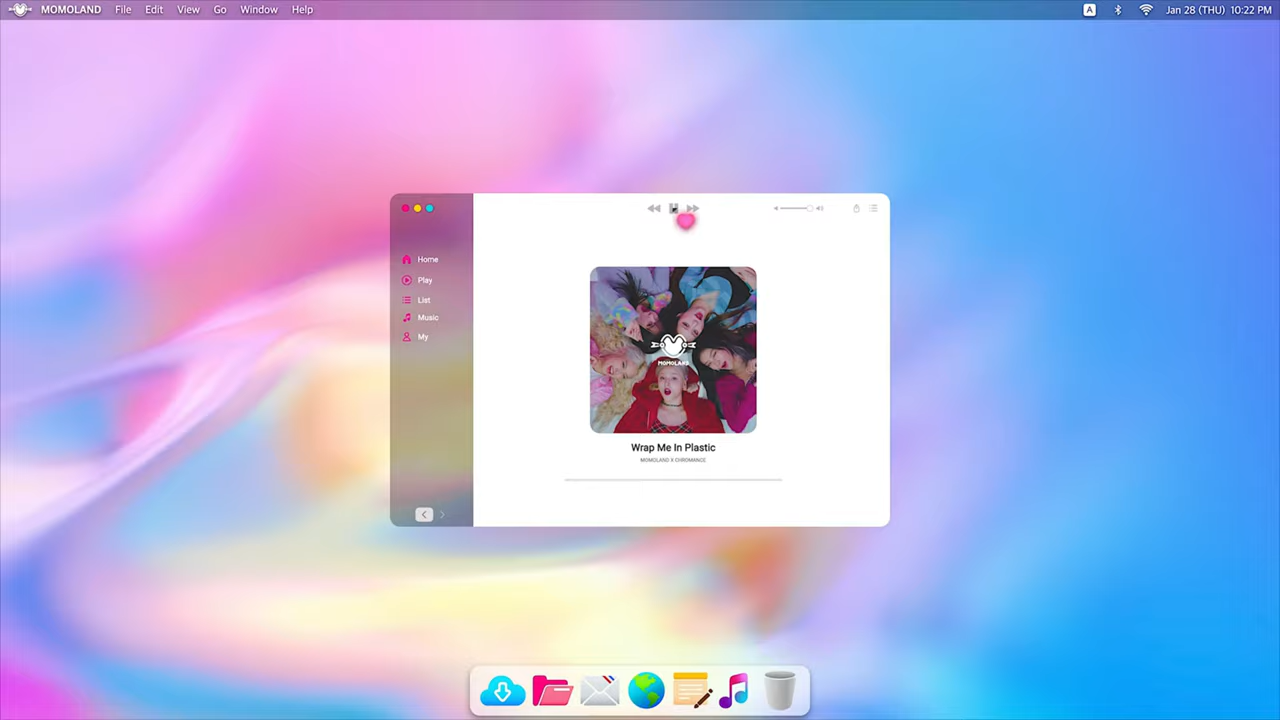 MOMOLAND File Edit View Go Window Help A Jan 28 (THU) 10:22 PM
Home
Play
List
Music
My
MOMOLAND
Wrap Me In Plastic
MOMOLAND X CHROMANCE